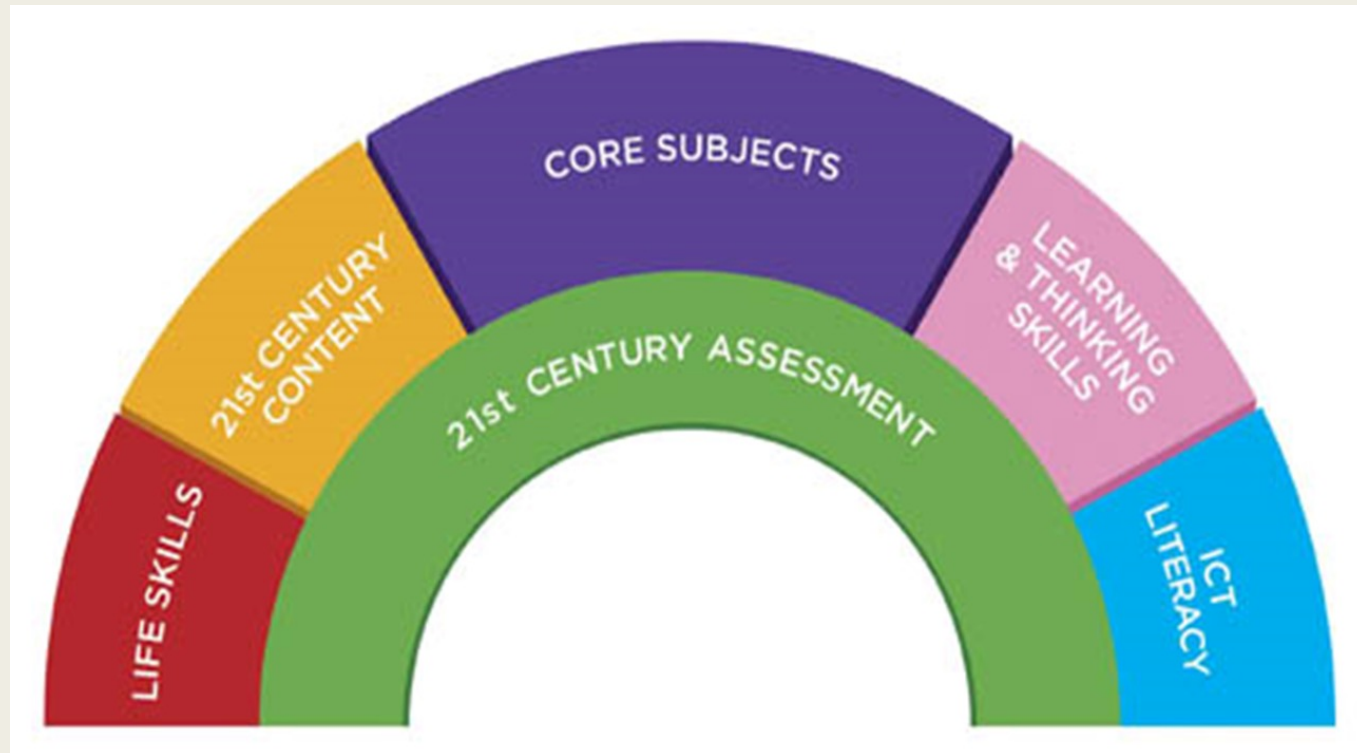 CORE SUBJECTS
21st CENTURY
CONTENT
LEARNING
& THINKING
SKILLS
21st CENTURY ASSESSMENT
LIFE SKILLS
ICT
LITERACY